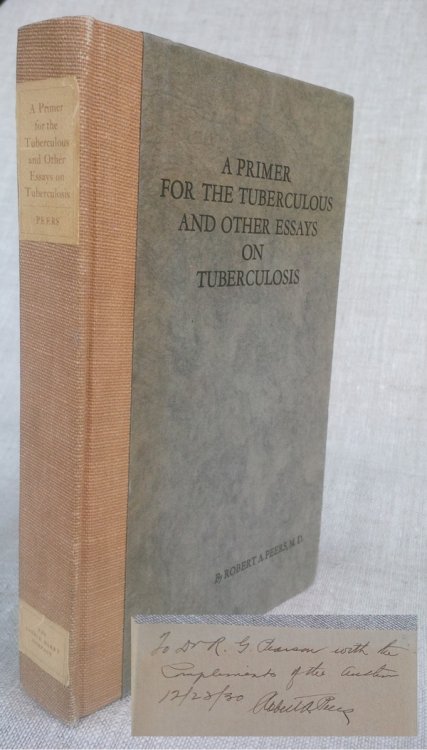 A Primer
for the
Tuberculous
and Other
Essays on
Tuberculosis
PEERS
A PRIMER
FOR THE TUBERCULOUS
AND OTHER ESSAYS
ON
TUBERCULOSIS
By ROBERT A. PEERS, M. D.
To Dr R. G. Pearson with the
Compliments of the Author
12/23/30 Robert A. Peers